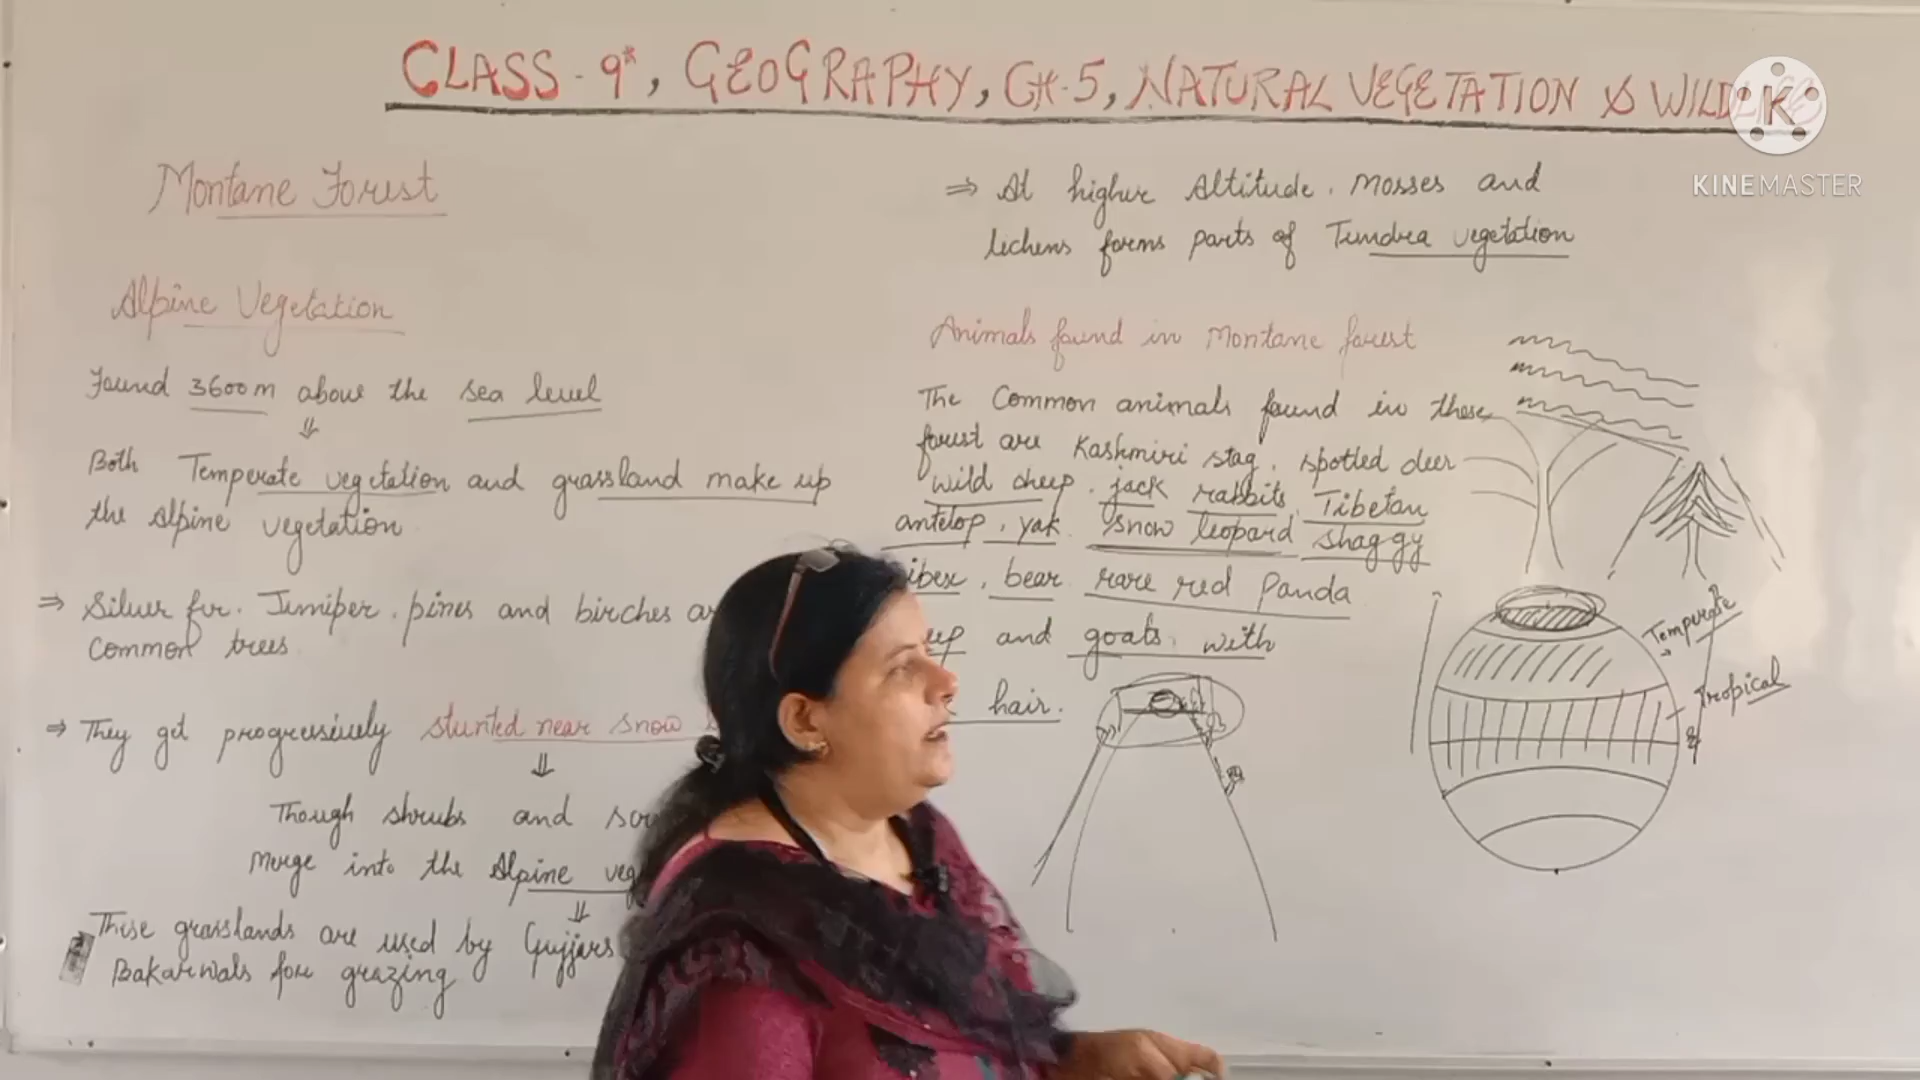 CLASS - 9*, GEOGRAPHY, CH-5, NATURAL VEGETATION & WILD
KINEMASTER
Montane Forest
Alpine Vegetation
Found 3600m above the sea level
⇓
Both Temperate vegetation and grassland make up
the Alpine vegetation
⇒ Silver fir. Juniper. pines and birches
common trees
⇒ They get progressively stunted near snow
⇓
Though shrubs and
Merge into the Alpine
⇓
These grasslands are used by Gujjars
Bakarwals for grazing
⇒ At higher Altitude. Mosses and
lichens forms parts of Tundra vegetation
Animals found in Montane forest
The Common animals found in these
forest are Kashmiri stag. spotted deer
wild sheep. jack rabbits. Tibetan
antelop. yak. snow leopard shaggy
ibex. bear. rare red Panda
and goats. with
hair.
Temperate
Tropical